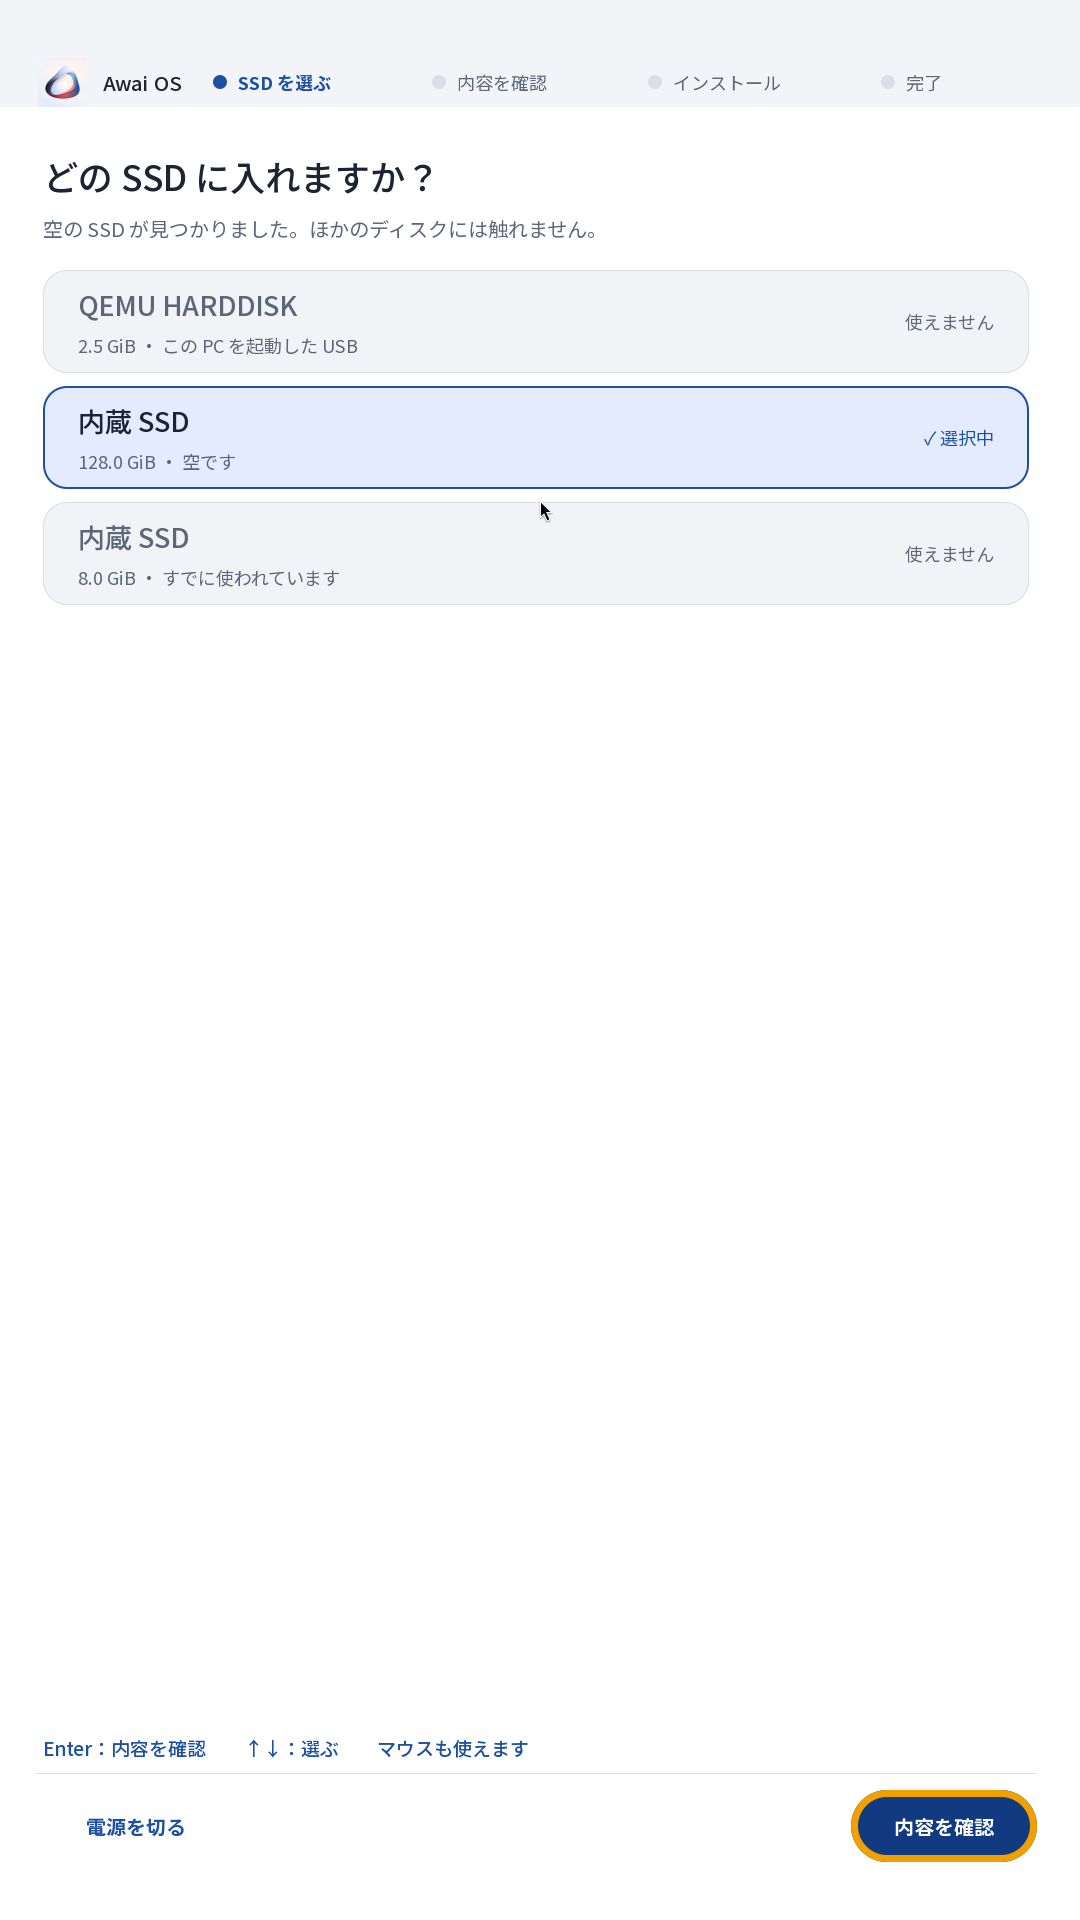 Awai OS
SSD を選ぶ
内容を確認
インストール
完了
どの SSD に入れますか？
空の SSD が見つかりました。ほかのディスクには触れません。
QEMU HARDDISK
2.5 GiB ・ この PC を起動した USB
使えません
内蔵 SSD
128.0 GiB ・ 空です
✓ 選択中
内蔵 SSD
8.0 GiB ・ すでに使われています
使えません
Enter：内容を確認　　↑↓：選ぶ　　マウスも使えます
電源を切る
内容を確認